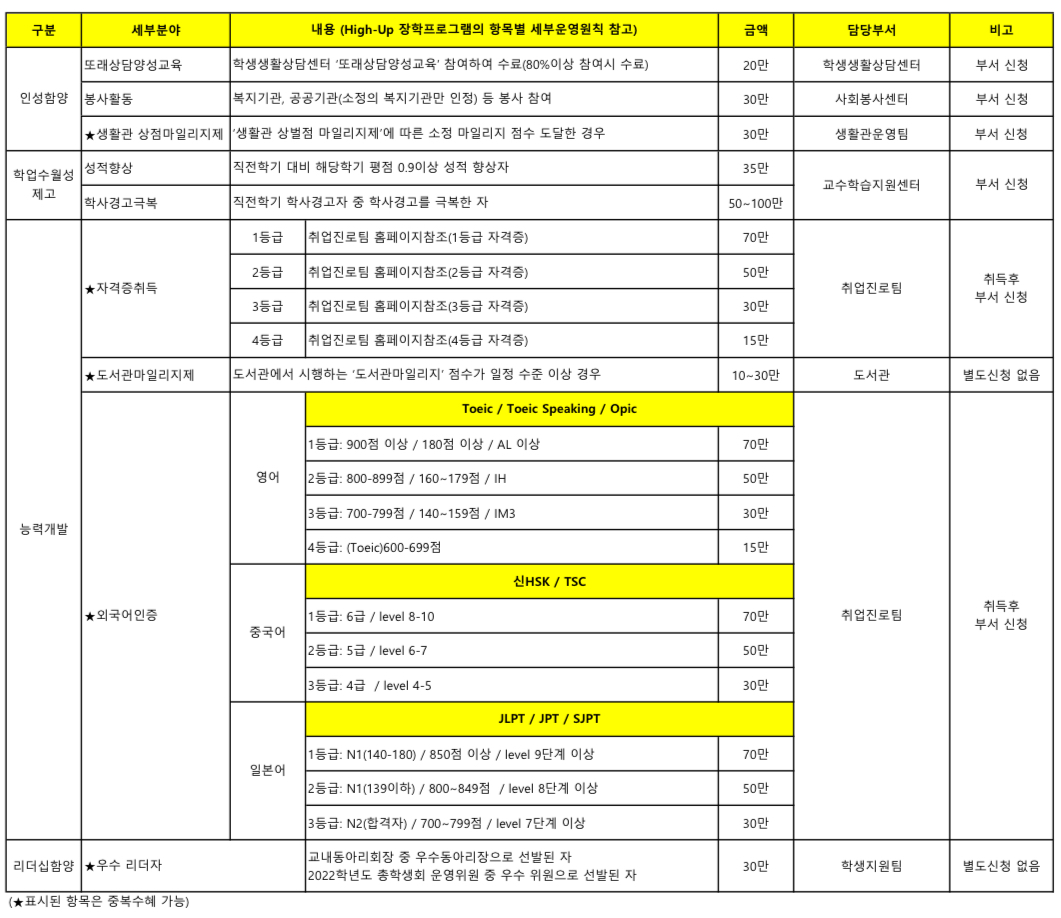 구분 세부분야 내용 (High-Up 장학프로그램의 항목별 세부운영원칙 참고) 금액 담당부서 비고
인성함양 또래상담양성교육 학생생활상담센터 '또래상담양성교육' 참여하여 수료(80%이상 참여시 수료) 20만 학생생활상담센터 부서 신청
봉사활동 복지기관, 공공기관(소정의 복지기관만 인정) 등 봉사 참여 30만 사회봉사센터 부서 신청
★생활관 상점마일리지제 '생활관 상벌점 마일리지제'에 따른 소정 마일리지 점수 도달한 경우 30만 생활관운영팀 부서 신청
학업수월성
제고
성적향상 직전학기 대비 해당학기 평점 0.9이상 성적 향상자 35만 교수학습지원센터 부서 신청
학사경고극복 직전학기 학사경고자 중 학사경고를 극복한 자 50~100만
능력개발
★자격증취득
1등급 취업진로팀 홈페이지참조(1등급 자격증) 70만
2등급 취업진로팀 홈페이지참조(2등급 자격증) 50만
3등급 취업진로팀 홈페이지참조(3등급 자격증) 30만
4등급 취업진로팀 홈페이지참조(4등급 자격증) 15만
취업진로팀
취득후
부서 신청
★도서관마일리지제 도서관에서 시행하는 '도서관마일리지' 점수가 일정 수준 이상 경우 10~30만 도서관 별도신청 없음
★외국어인증
영어
Toeic / Toeic Speaking / Opic
1등급: 900점 이상 / 180점 이상 / AL 이상 70만
2등급: 800-899점 / 160~179점 / IH 50만
3등급: 700-799점 / 140~159점 / IM3 30만
4등급: (Toeic)600-699점 15만
중국어
신HSK / TSC
1등급: 6급 / level 8-10 70만
2등급: 5급 / level 6-7 50만
3등급: 4급 / level 4-5 30만
일본어
JLPT / JPT / SJPT
1등급: N1(140-180) / 850점 이상 / level 9단계 이상 70만
2등급: N1(139이하) / 800~849점 / level 8단계 이상 50만
3등급: N2(합격자) / 700~799점 / level 7단계 이상 30만
취업진로팀
취득후
부서 신청
리더십함양 ★우수 리더자
교내동아리회장 중 우수동아리장으로 선발된 자
2022학년도 총학생회 운영위원 중 우수 위원으로 선발된 자
30만 학생지원팀 별도신청 없음
(★표시된 항목은 중복수혜 가능)